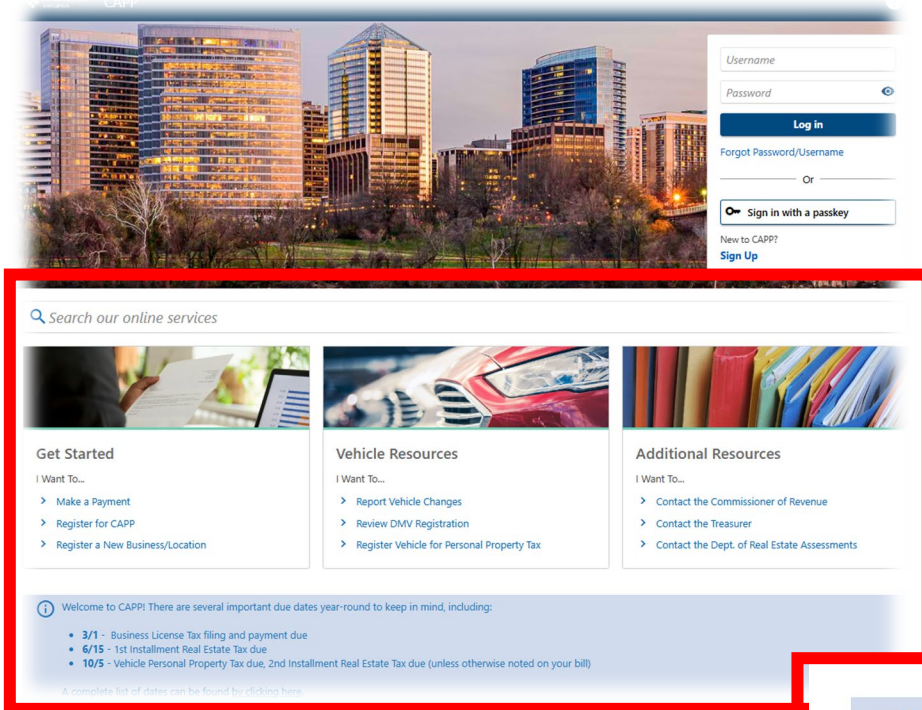 CAPP
Username
Password
Log in
Forgot Password/Username
Or
Sign in with a passkey
New to CAPP?
Sign Up
Search our online services
Get Started
I Want To...
Make a Payment
Register for CAPP
Register a New Business/Location
Vehicle Resources
I Want To...
Report Vehicle Changes
Review DMV Registration
Register Vehicle for Personal Property Tax
Additional Resources
I Want To...
Contact the Commissioner of Revenue
Contact the Treasurer
Contact the Dept. of Real Estate Assessments
Welcome to CAPP! There are several important due dates year-round to keep in mind, including:
3/1 - Business License Tax filing and payment due
6/15 - 1st Installment Real Estate Tax due
10/5 - Vehicle Personal Property Tax due, 2nd Installment Real Estate Tax due (unless otherwise noted on your bill)
A complete list of dates can be found by clicking here.